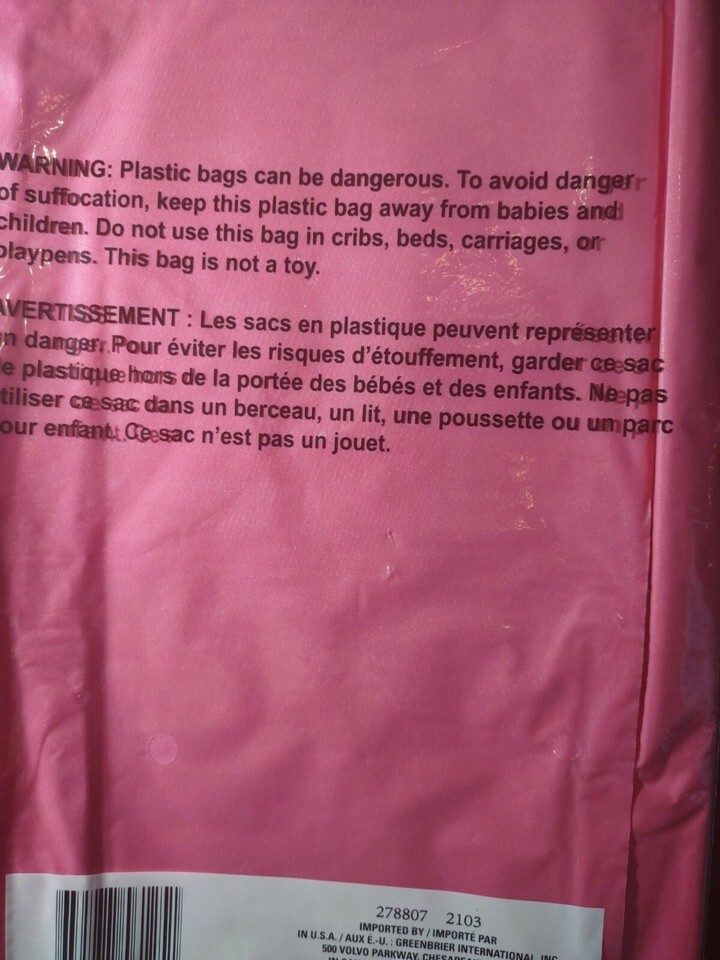 WARNING: Plastic bags can be dangerous. To avoid danger
of suffocation, keep this plastic bag away from babies and
children. Do not use this bag in cribs, beds, carriages, or
playpens. This bag is not a toy.
AVERTISSEMENT : Les sacs en plastique peuvent représenter
un danger. Pour éviter les risques d'étouffement, garder ce sac
de plastique hors de la portée des bébés et des enfants. Ne pas
utiliser ce sac dans un berceau, un lit, une poussette ou un parc
pour enfant. Ce sac n'est pas un jouet.
278807 2103
IMPORTED BY / IMPORTÉ PAR
IN U.S.A. / AUX É.-U. : GREENBRIER INTERNATIONAL, INC.
500 VOLVO PARKWAY, CHESAPEA